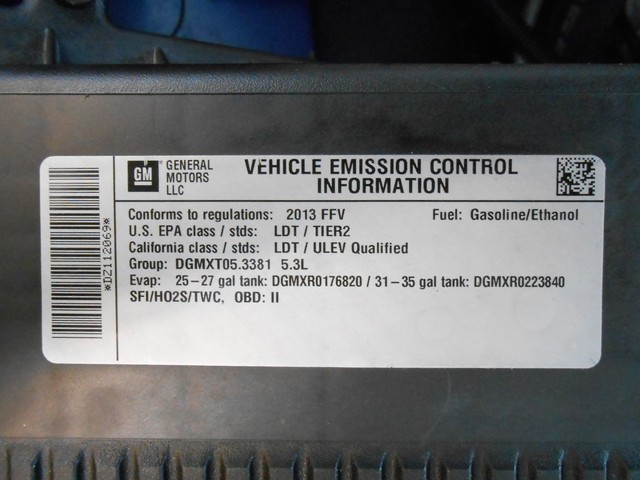 *DZ112069*
GM
GENERAL
MOTORS
LLC
VEHICLE EMISSION CONTROL
INFORMATION
Conforms to regulations: 2013 FFV Fuel: Gasoline/Ethanol
U.S. EPA class / stds: LDT / TIER2
California class / stds: LDT / ULEV Qualified
Group: DGMXT05.3381 5.3L
Evap: 25-27 gal tank: DGMXR0176820 / 31-35 gal tank: DGMXR0223840
SFI/HO2S/TWC, OBD: II